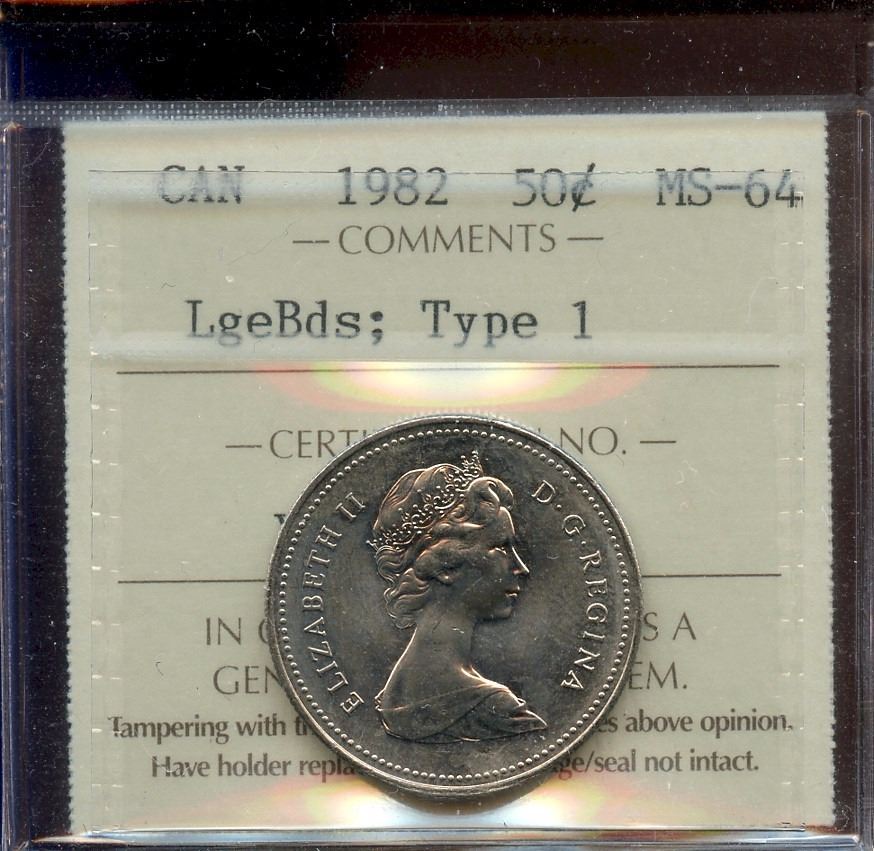 CAN 1982 50¢ MS-64
— COMMENTS —
LgeBds; Type 1
— CERT NO. —
IN S A
GEN EM.
Tampering with es above opinion.
Have holder ge/seal not intact.
ELIZABETH II D·G·REGINA